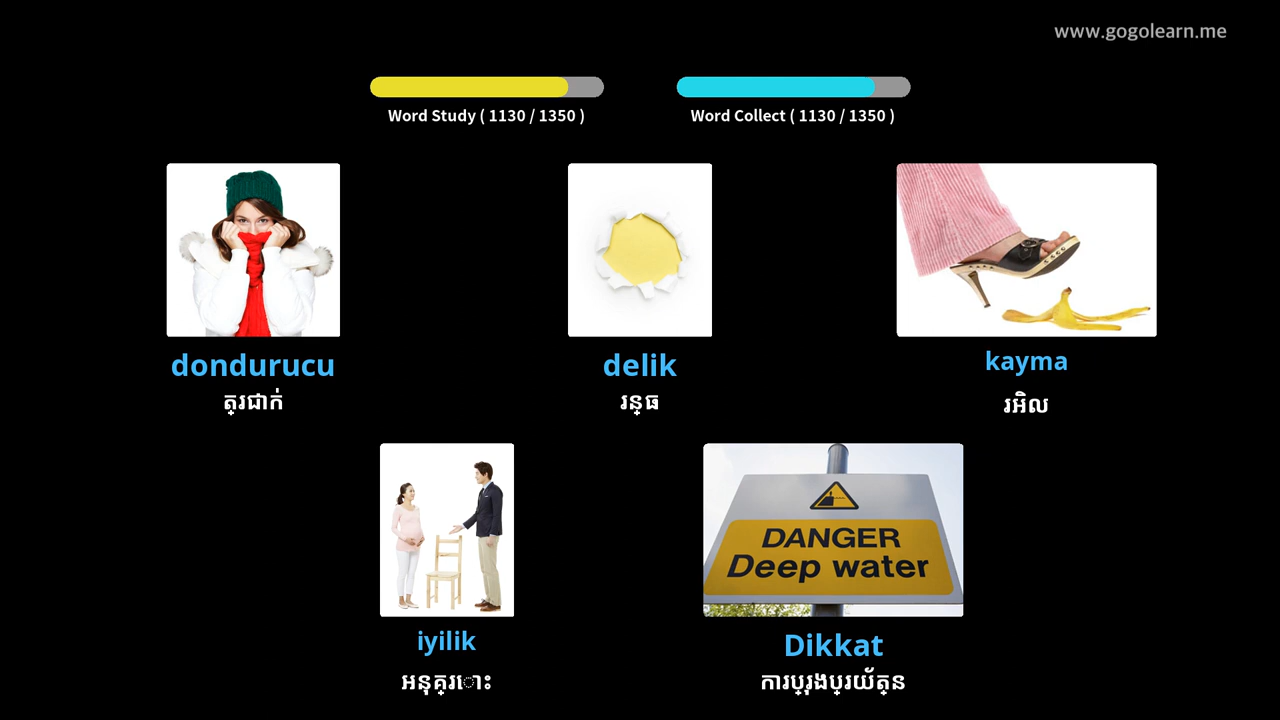 www.gogolearn.me
Word Study ( 1130 / 1350 )
Word Collect ( 1130 / 1350 )
dondurucu
ត្រជាក់
delik
រន្ធ
kayma
រអិល
DANGER
Deep water
iyilik
អនុគ្រោះ
Dikkat
ការប្រុងប្រយ័ត្ន